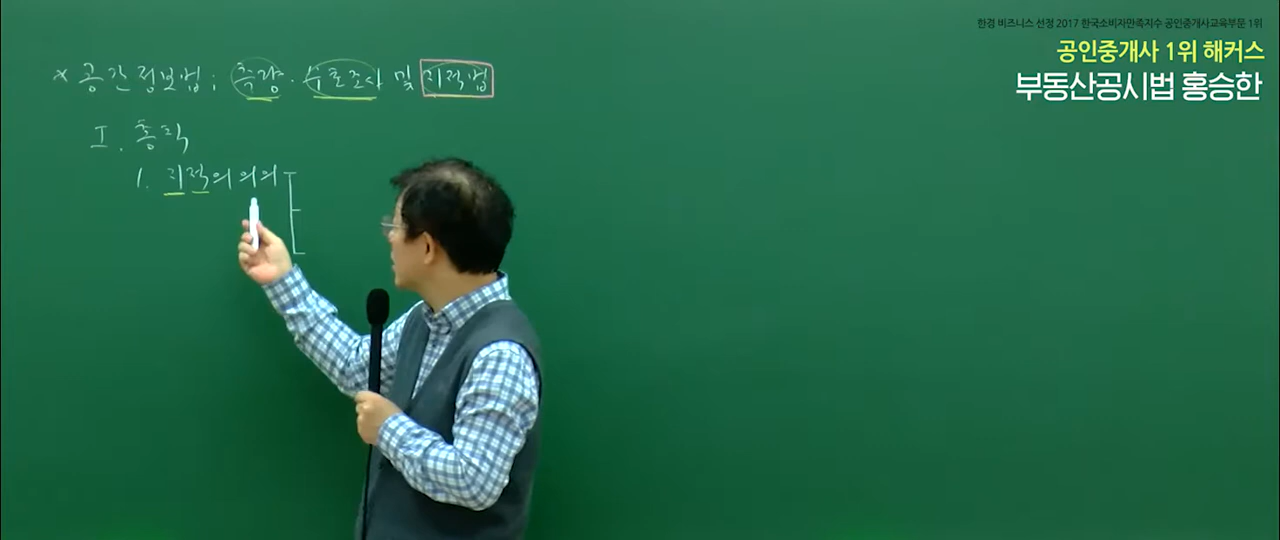 한경 비즈니스 선정 2017 한국소비자만족지수 공인중개사교육부문 1위
공인중개사 1위 해커스
부동산공시법 홍승한
* 공간정보법; 측량·수로조사 및 지적법
I. 총칙
1. 지적의 의의